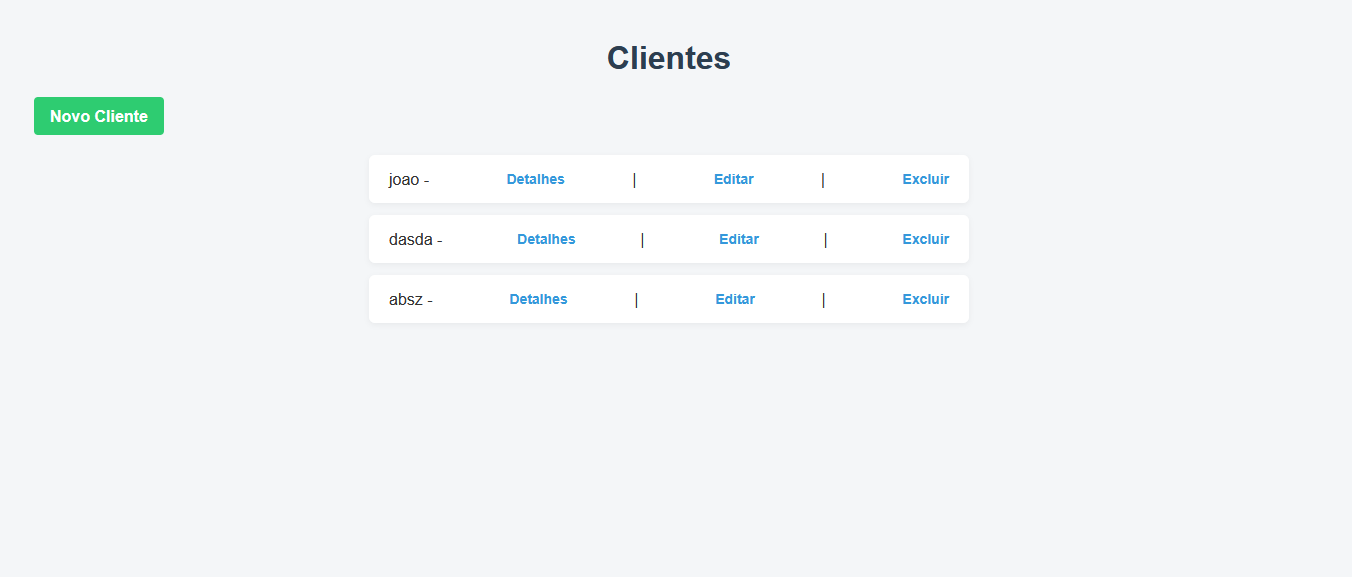 Clientes
Novo Cliente
joao - Detalhes | Editar | Excluir
dasda - Detalhes | Editar | Excluir
absz - Detalhes | Editar | Excluir